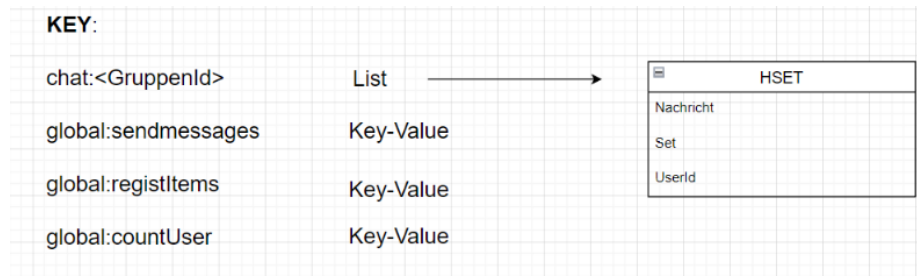 KEY:
chat:<GruppenId> List
HSET
Nachricht
global:sendmessages Key-Value
Set
UserId
global:registItems Key-Value
global:countUser Key-Value